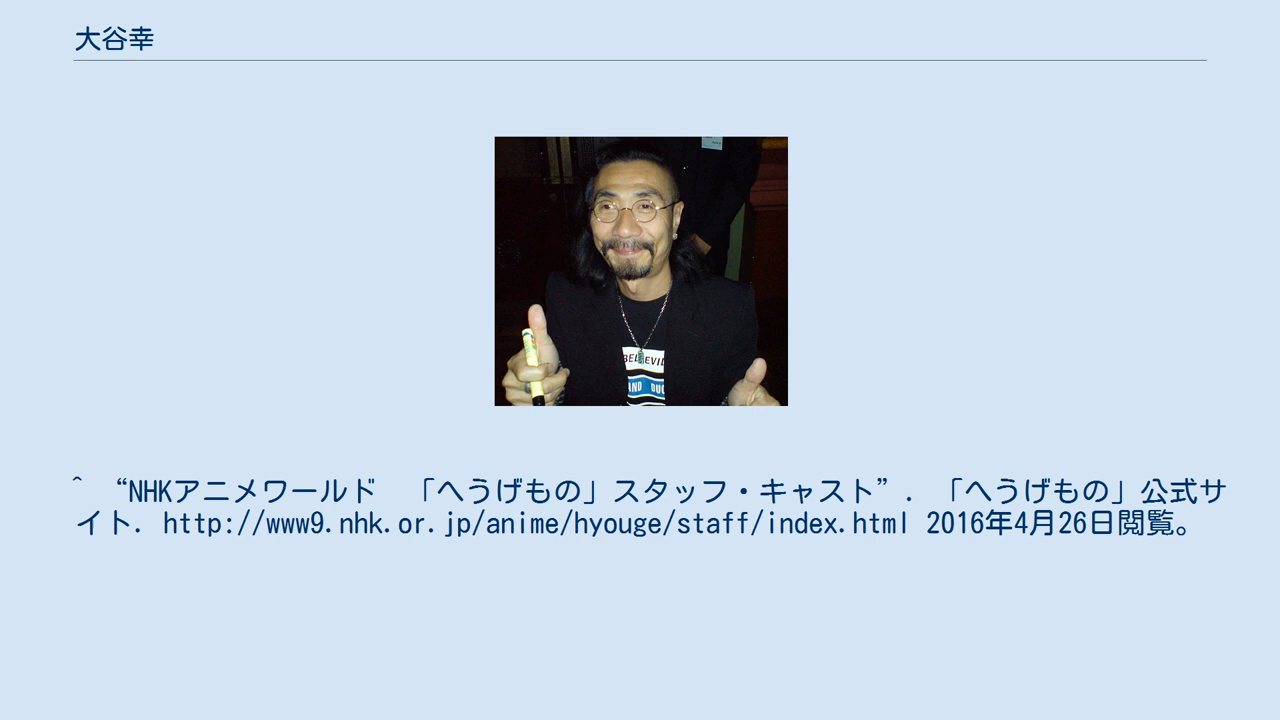 大谷幸
BEL EVIL
AND
^ “NHKアニメワールド　「へうげもの」スタッフ・キャスト”. 「へうげもの」公式サ
イト. http://www9.nhk.or.jp/anime/hyouge/staff/index.html 2016年4月26日閲覧。